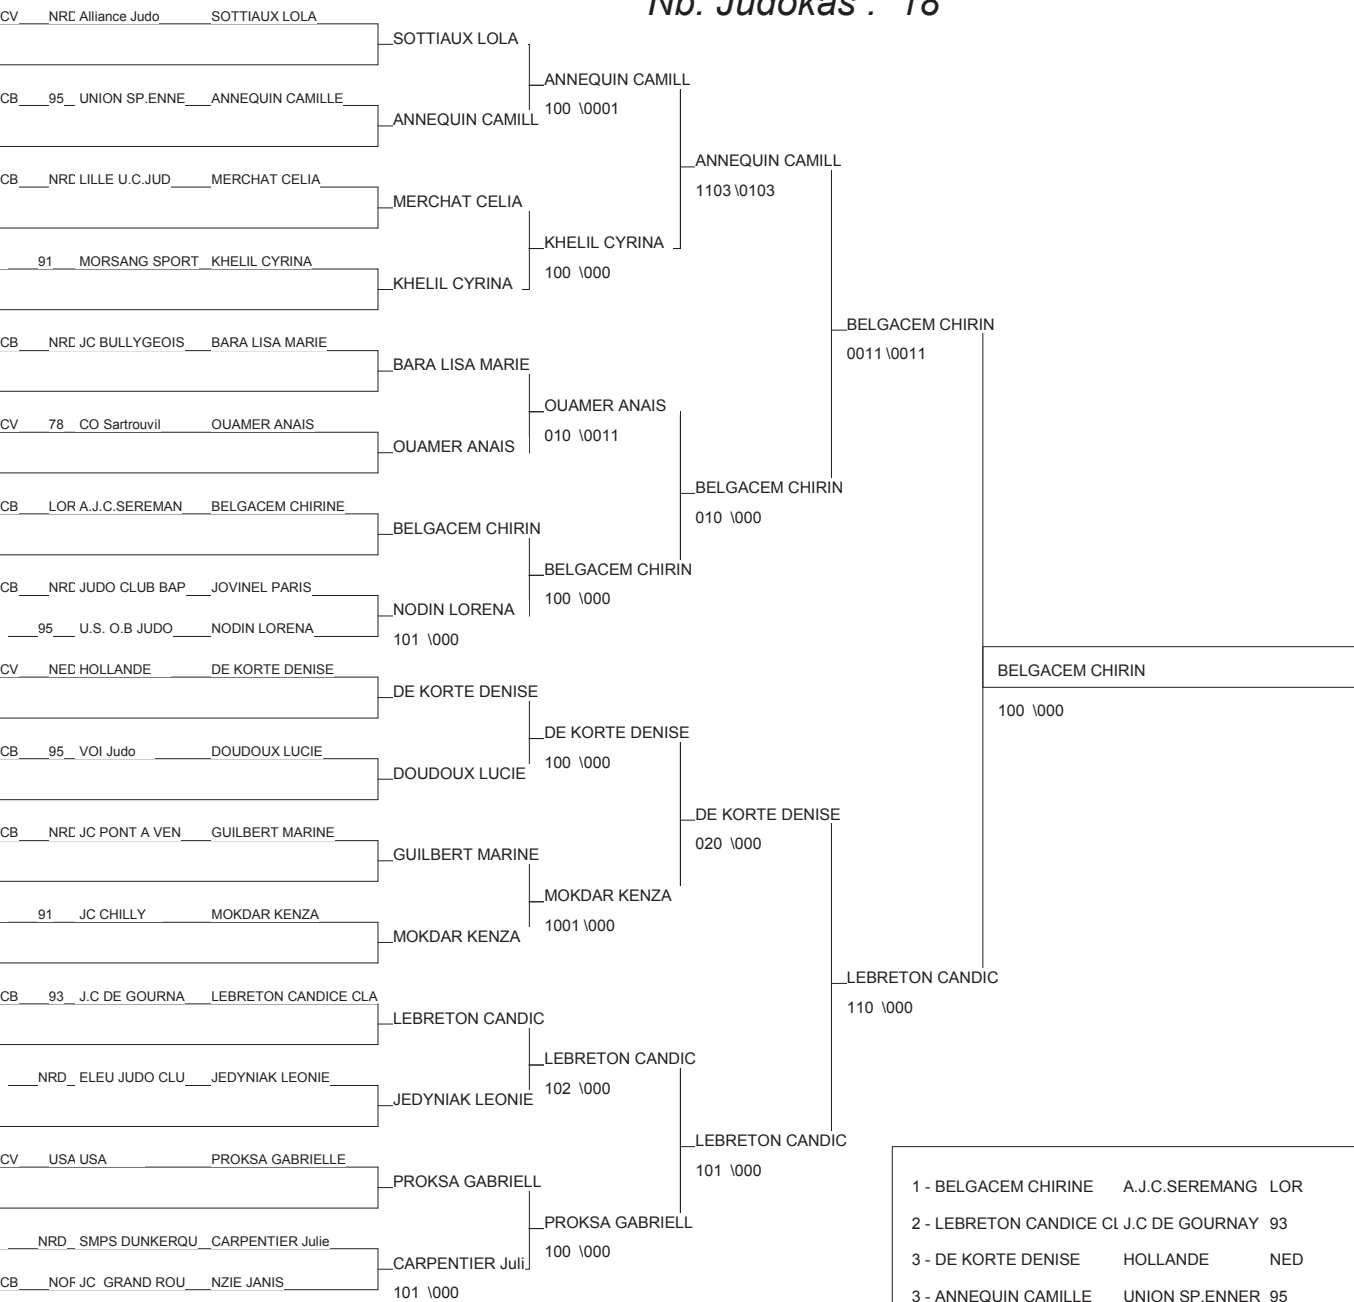 Nb. Judokas : 18
CV NRD Alliance Judo SOTTIAUX LOLA
SOTTIAUX LOLA
ANNEQUIN CAMILL
100 \0001
CB 95 UNION SP.ENNE ANNEQUIN CAMILLE
ANNEQUIN CAMILL
ANNEQUIN CAMILL
1103 \0103
CB NRD LILLE U.C.JUD MERCHAT CELIA
MERCHAT CELIA
KHELIL CYRINA
100 \000
91 MORSANG SPORT KHELIL CYRINA
KHELIL CYRINA
BELGACEM CHIRIN
0011 \0011
CB NRD JC BULLYGEOIS BARA LISA MARIE
BARA LISA MARIE
OUAMER ANAIS
010 \0011
CV 78 CO Sartrouvil OUAMER ANAIS
OUAMER ANAIS
BELGACEM CHIRIN
010 \000
CB LOR A.J.C.SEREMAN BELGACEM CHIRINE
BELGACEM CHIRIN
BELGACEM CHIRIN
100 \000
CB NRD JUDO CLUB BAP JOVINEL PARIS
NODIN LORENA
95 U.S. O.B JUDO NODIN LORENA
101 \000
CV NED HOLLANDE DE KORTE DENISE
BELGACEM CHIRIN
100 \000
DE KORTE DENISE
DE KORTE DENISE
100 \000
CB 95 VOI Judo DOUDOUX LUCIE
DOUDOUX LUCIE
DE KORTE DENISE
020 \000
CB NRD JC PONT A VEN GUILBERT MARINE
GUILBERT MARINE
MOKDAR KENZA
1001 \000
91 JC CHILLY MOKDAR KENZA
MOKDAR KENZA
LEBRETON CANDIC
110 \000
CB 93 J.C DE GOURNA LEBRETON CANDICE CLA
LEBRETON CANDIC
LEBRETON CANDIC
102 \000
NRD ELEU JUDO CLU JEDYNIAK LEONIE
JEDYNIAK LEONIE
LEBRETON CANDIC
101 \000
CV USA USA PROKSA GABRIELLE
PROKSA GABRIELL
PROKSA GABRIELL
100 \000
NRD SMPS DUNKERQU CARPENTIER Julie
CARPENTIER Juli
CB NOR JC GRAND ROU NZIE JANIS
101 \000
1 - BELGACEM CHIRINE A.J.C.SEREMANG LOR
2 - LEBRETON CANDICE CL J.C DE GOURNAY 93
3 - DE KORTE DENISE HOLLANDE NED
3 - ANNEQUIN CAMILLE UNION SP.ENNER 95